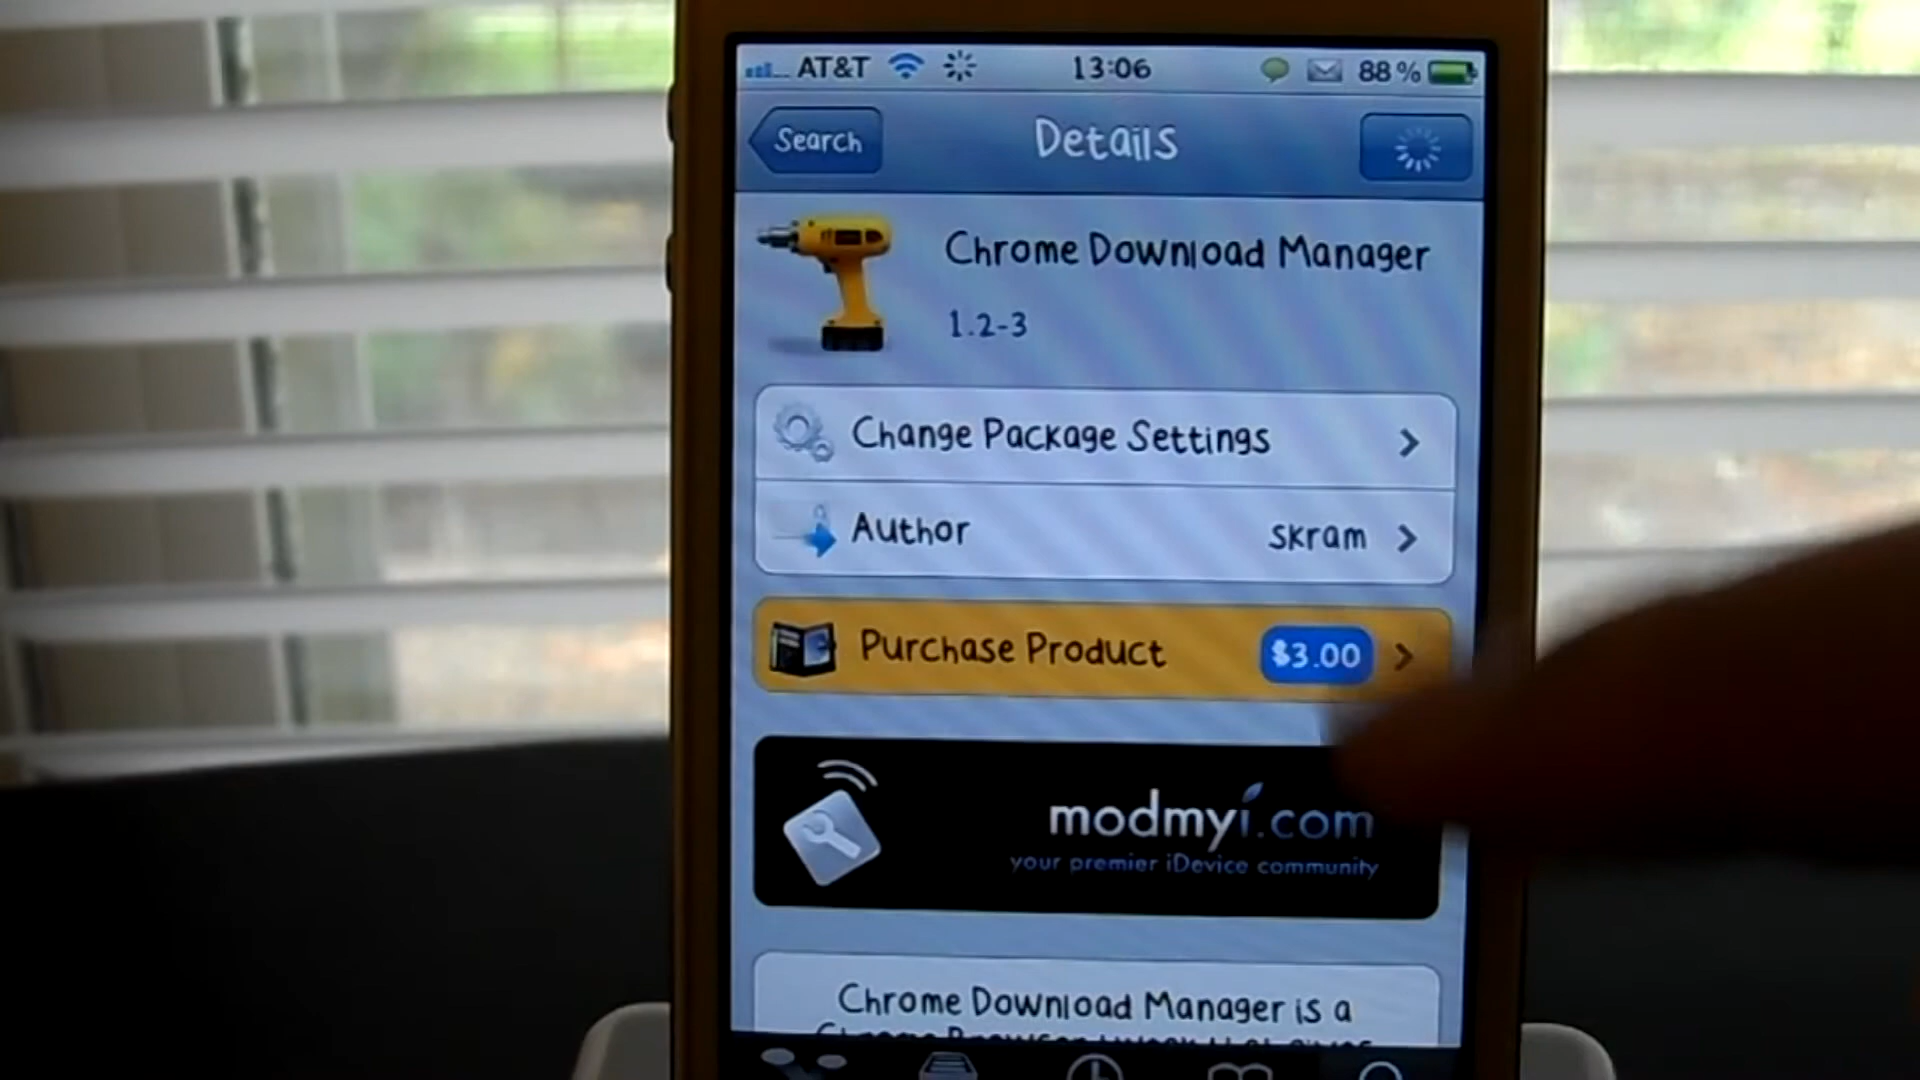 AT&T 13:06 88%
Search Details
Chrome Download Manager
1.2-3
Change Package Settings
Author skram
Purchase Product $3.00
modmyi.com
your premier iDevice community
Chrome Download Manager is a